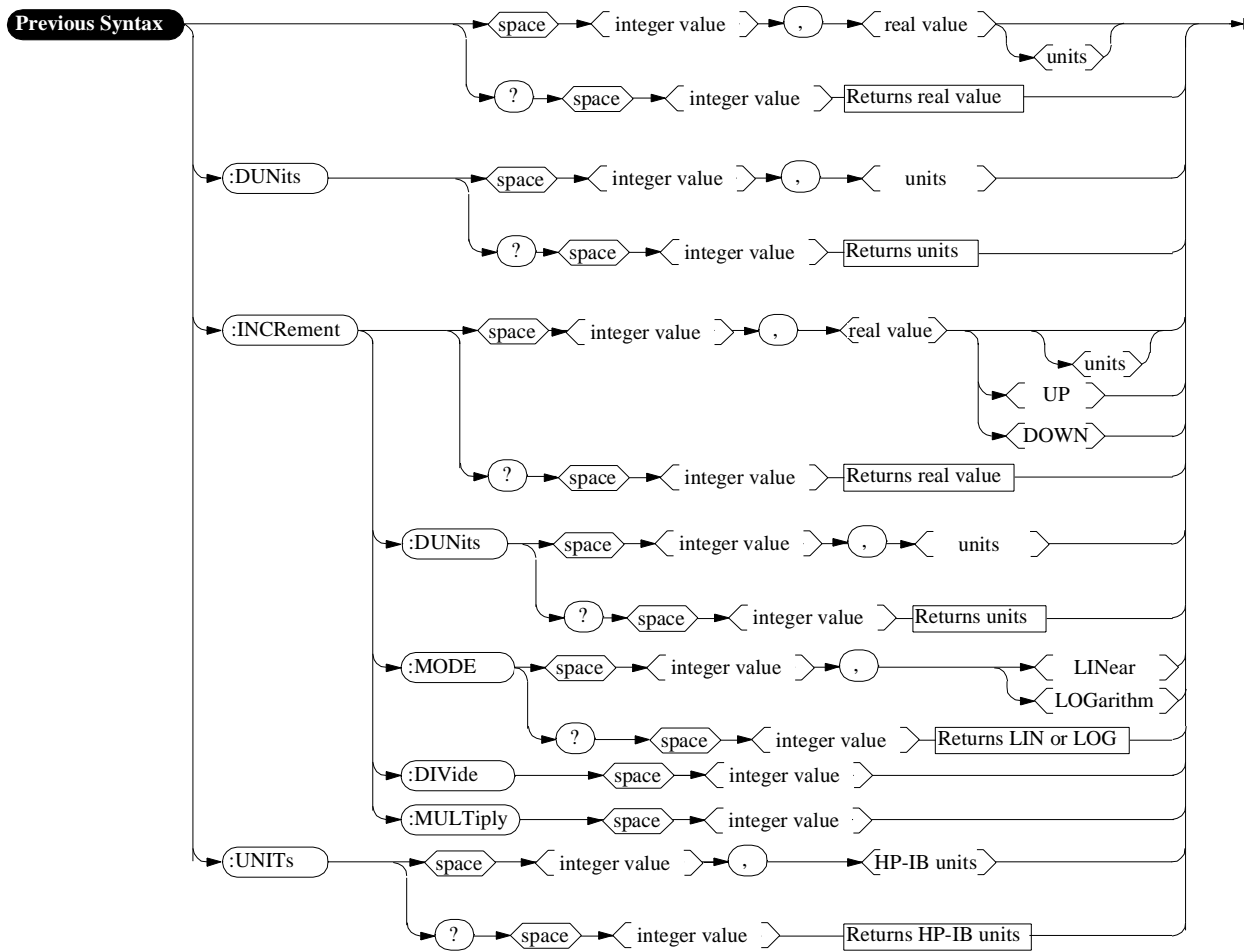 Previous Syntax space integer value , real value
units
? space integer value Returns real value
:DUNits space integer value , units
? space integer value Returns units
:INCRement space integer value , real value
units
UP
DOWN
? space integer value Returns real value
:DUNits space integer value , units
? space integer value Returns units
:MODE space integer value , LINear
LOGarithm
? space integer value Returns LIN or LOG
:DIVide space integer value
:MULTiply space integer value
:UNITs space integer value , HP-IB units
? space integer value Returns HP-IB units